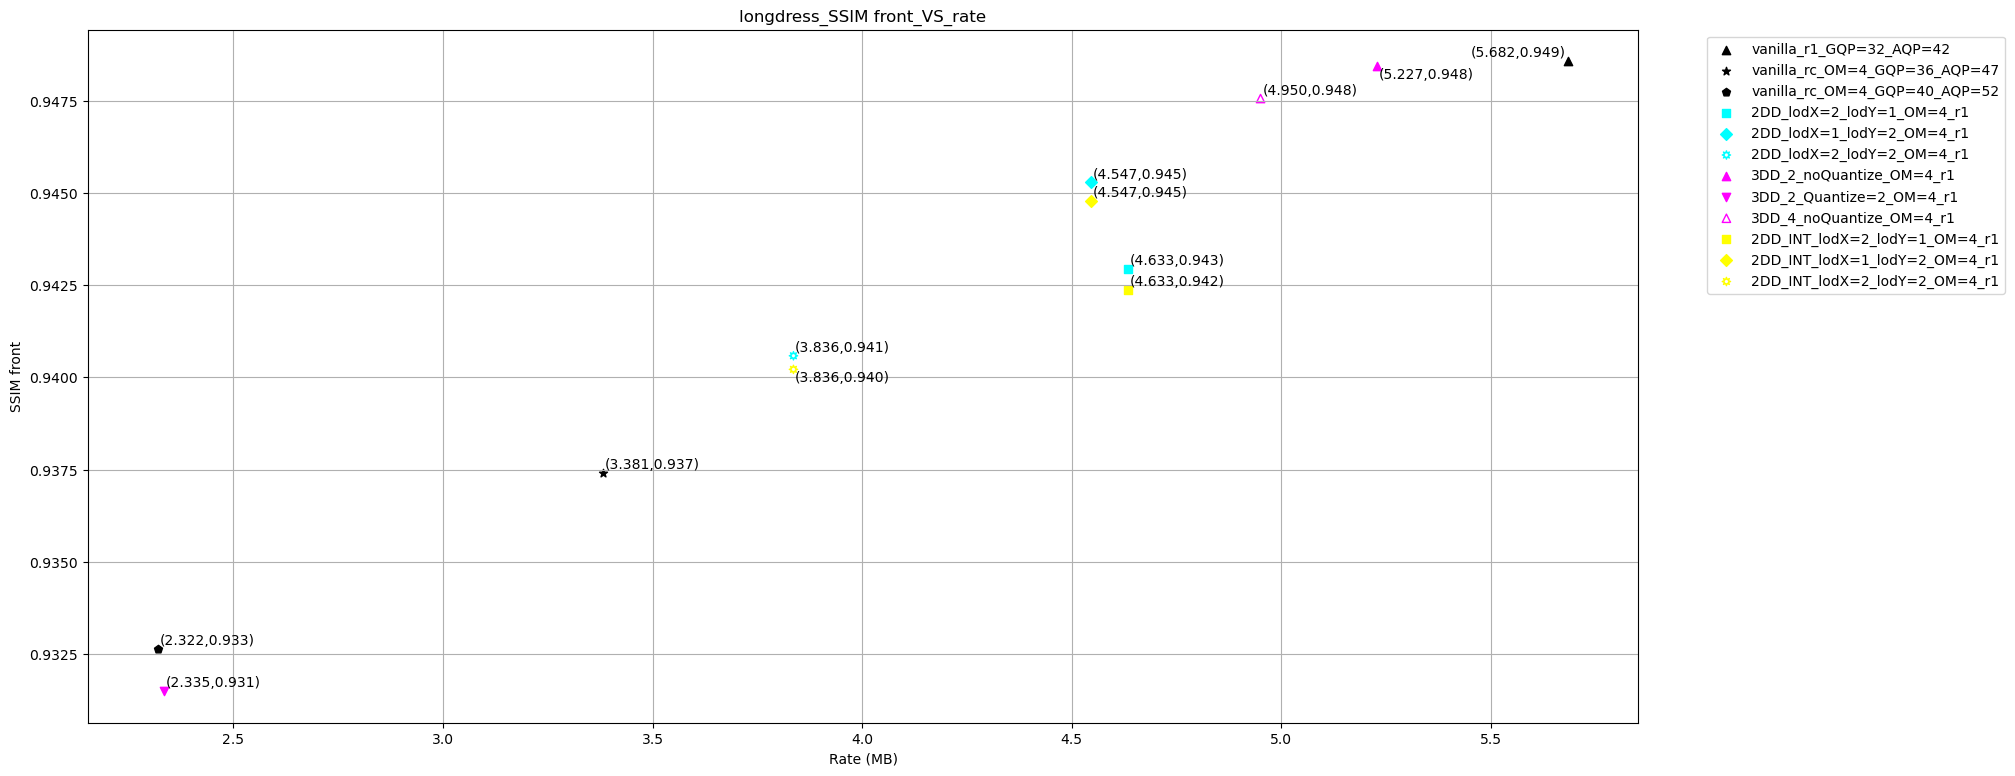 longdress_SSIM front_VS_rate
SSIM front
0.9475
0.9450
0.9425
0.9400
0.9375
0.9350
0.9325
(5.682,0.949)
(5.227,0.948)
(4.950,0.948)
(4.547,0.945)
(4.547,0.945)
(4.633,0.943)
(4.633,0.942)
(3.836,0.941)
(3.836,0.940)
(3.381,0.937)
(2.322,0.933)
(2.335,0.931)
2.5 3.0 3.5 4.0 4.5 5.0 5.5
Rate (MB)
vanilla_r1_GQP=32_AQP=42
vanilla_rc_OM=4_GQP=36_AQP=47
vanilla_rc_OM=4_GQP=40_AQP=52
2DD_lodX=2_lodY=1_OM=4_r1
2DD_lodX=1_lodY=2_OM=4_r1
2DD_lodX=2_lodY=2_OM=4_r1
3DD_2_noQuantize_OM=4_r1
3DD_2_Quantize=2_OM=4_r1
3DD_4_noQuantize_OM=4_r1
2DD_INT_lodX=2_lodY=1_OM=4_r1
2DD_INT_lodX=1_lodY=2_OM=4_r1
2DD_INT_lodX=2_lodY=2_OM=4_r1